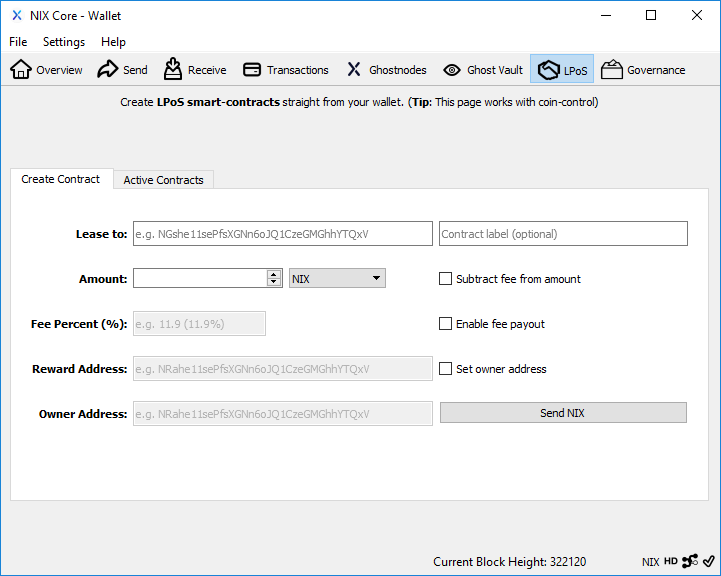 NIX Core - Wallet
File Settings Help
Overview Send Receive Transactions Ghostnodes Ghost Vault LPoS Governance
Create LPoS smart-contracts straight from your wallet. (Tip: This page works with coin-control)
Create Contract Active Contracts
Lease to: e.g. NGshe11sePfsXGNn6oJQ1CzeGMGhhYTQxV Contract label (optional)
Amount: NIX Subtract fee from amount
Fee Percent (%): e.g. 11.9 (11.9%) Enable fee payout
Reward Address: e.g. NRahe11sePfsXGNn6oJQ1CzeGMGhhYTQxV Set owner address
Owner Address: e.g. NRahe11sePfsXGNn6oJQ1CzeGMGhhYTQxV Send NIX
Current Block Height: 322120 NIX HD